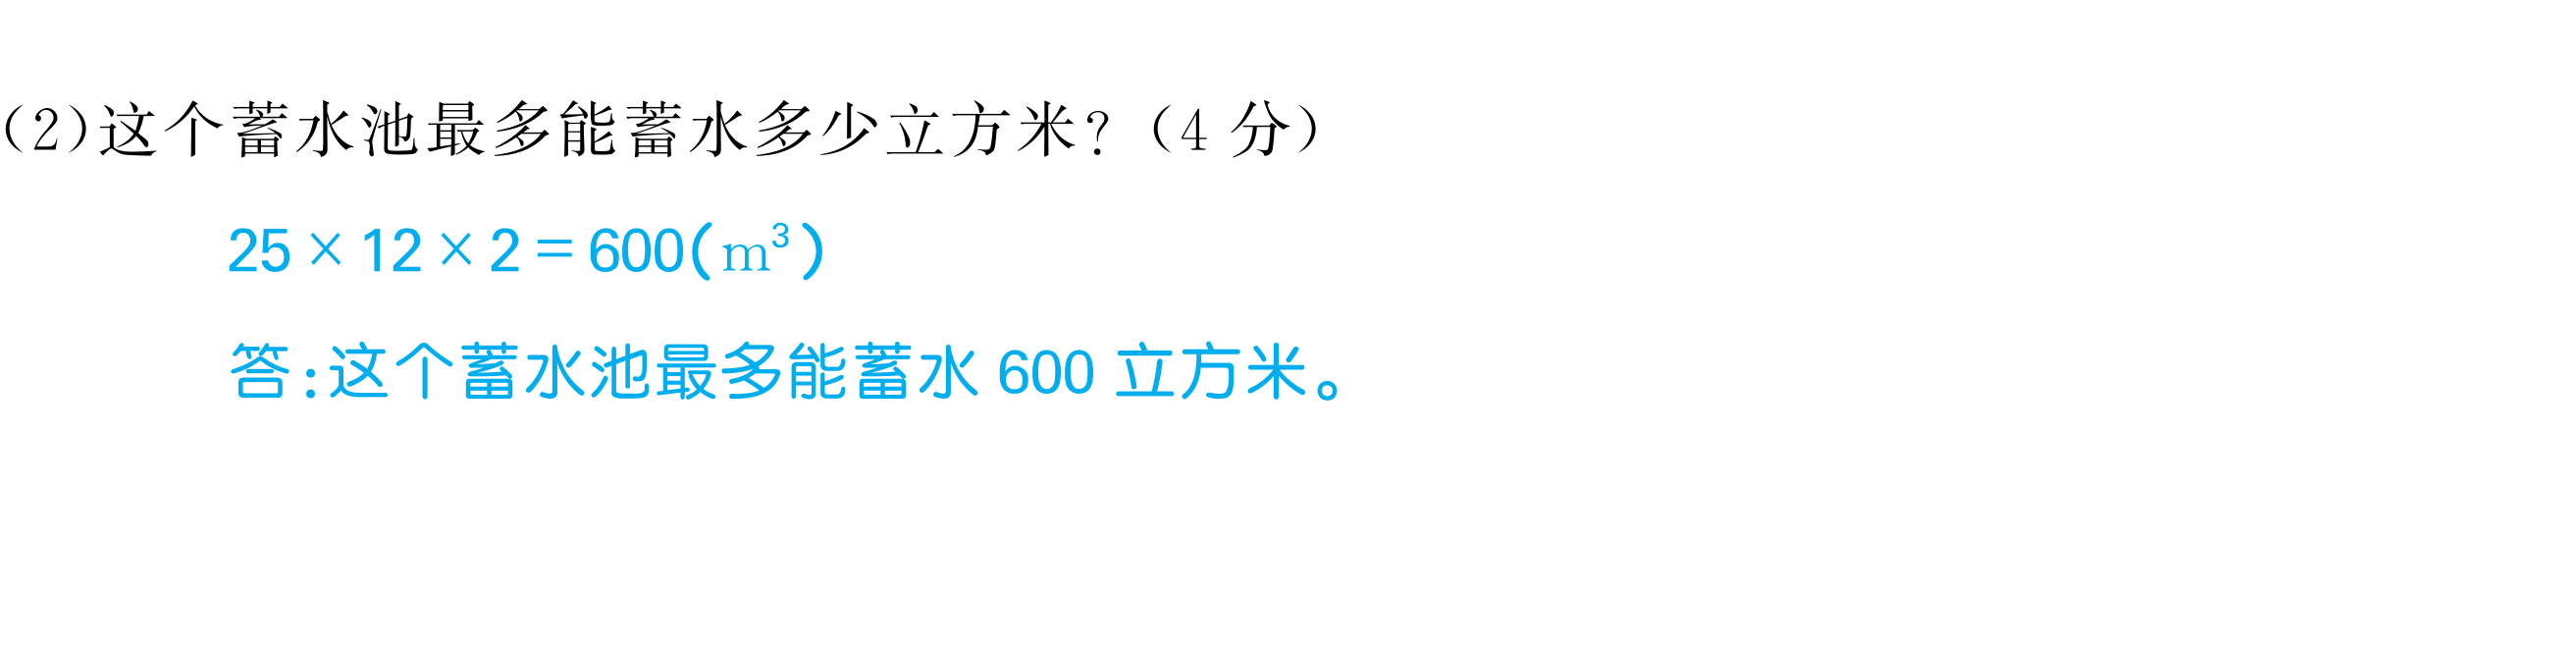 (2)这个蓄水池最多能蓄水多少立方米?(4 分)
25×12×2=600(m³)
答:这个蓄水池最多能蓄水 600 立方米。